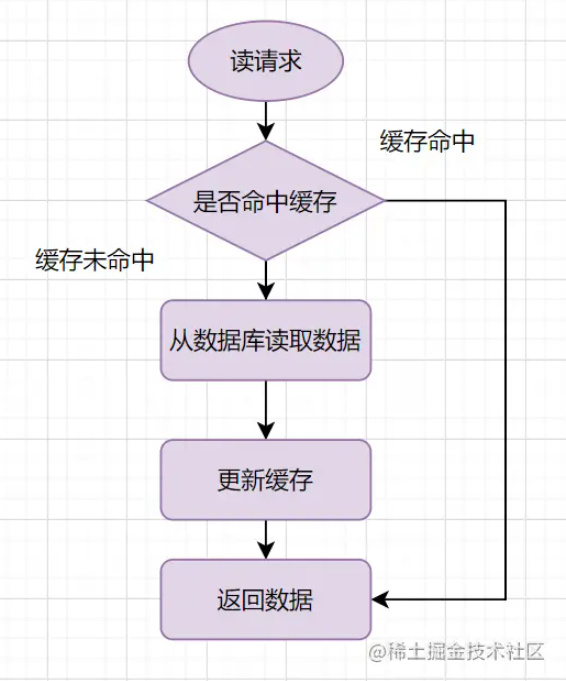 读请求
缓存命中
是否命中缓存
缓存未命中
从数据库读取数据
更新缓存
返回数据
@稀土掘金技术社区